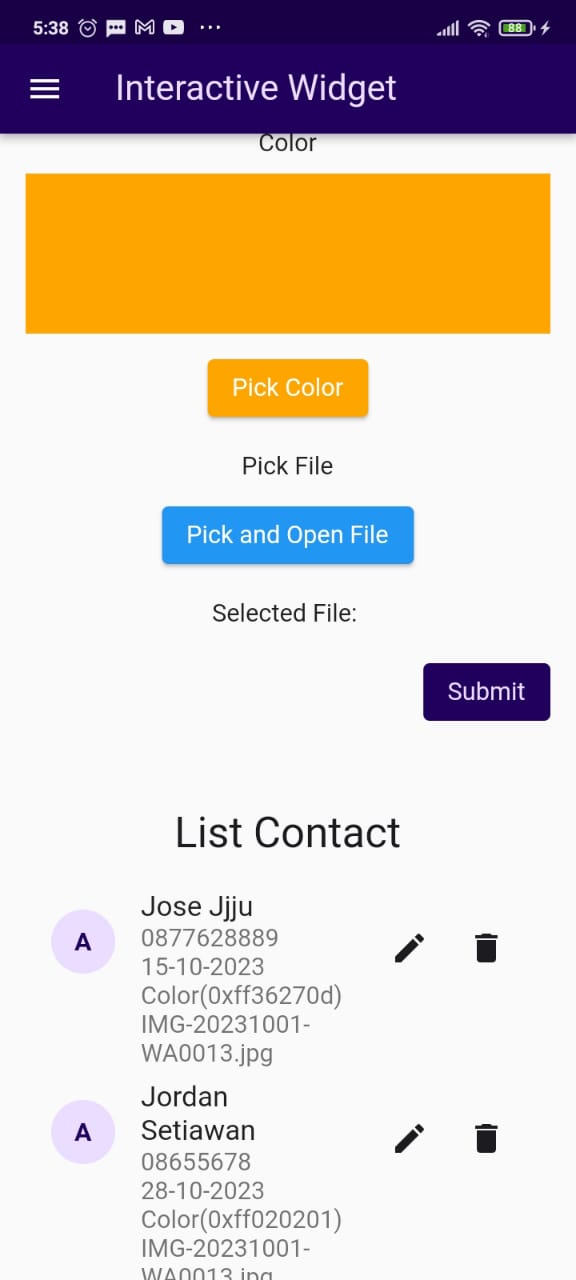 5:38
88
Interactive Widget
Color
Pick Color
Pick File
Pick and Open File
Selected File:
Submit
List Contact
A
Jose Jjju
0877628889
15-10-2023
Color(0xff36270d)
IMG-20231001-
WA0013.jpg
A
Jordan
Setiawan
08655678
28-10-2023
Color(0xff020201)
IMG-20231001-
WA0013.jpg